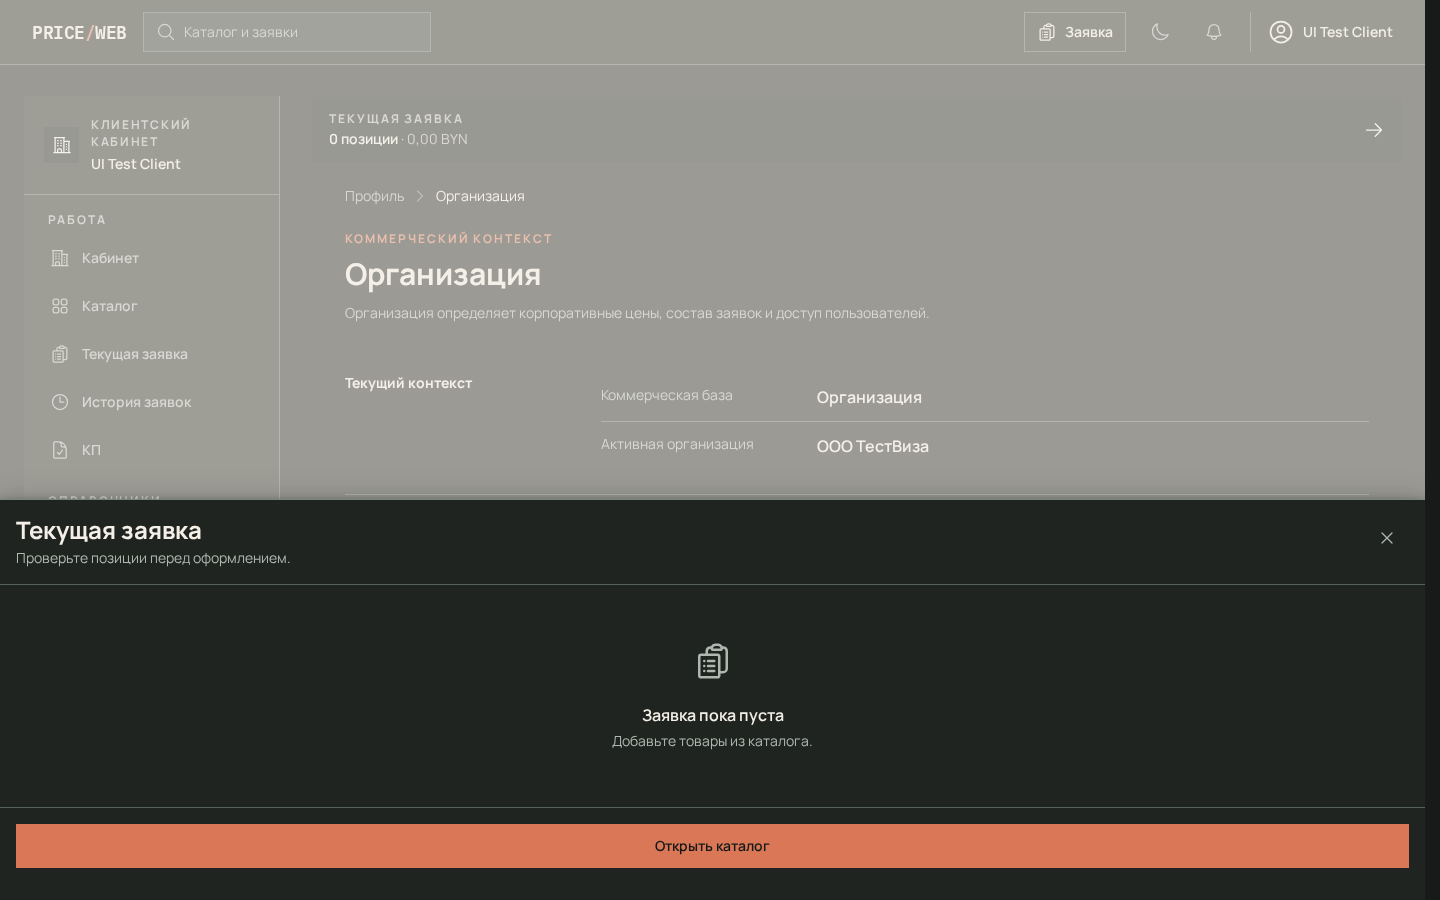 PRICE/WEB
Каталог и заявки
Заявка
UI Test Client
КЛИЕНТСКИЙ
КАБИНЕТ
UI Test Client
РАБОТА
Кабинет
Каталог
Текущая заявка
История заявок
КП
ТЕКУЩАЯ ЗАЯВКА
0 позиции · 0,00 BYN
Профиль
Организация
КОММЕРЧЕСКИЙ КОНТЕКСТ
Организация
Организация определяет корпоративные цены, состав заявок и доступ пользователей.
Текущий контекст
Коммерческая база
Организация
Активная организация
ООО ТестВиза
Текущая заявка
Проверьте позиции перед оформлением.
Заявка пока пуста
Добавьте товары из каталога.
Открыть каталог